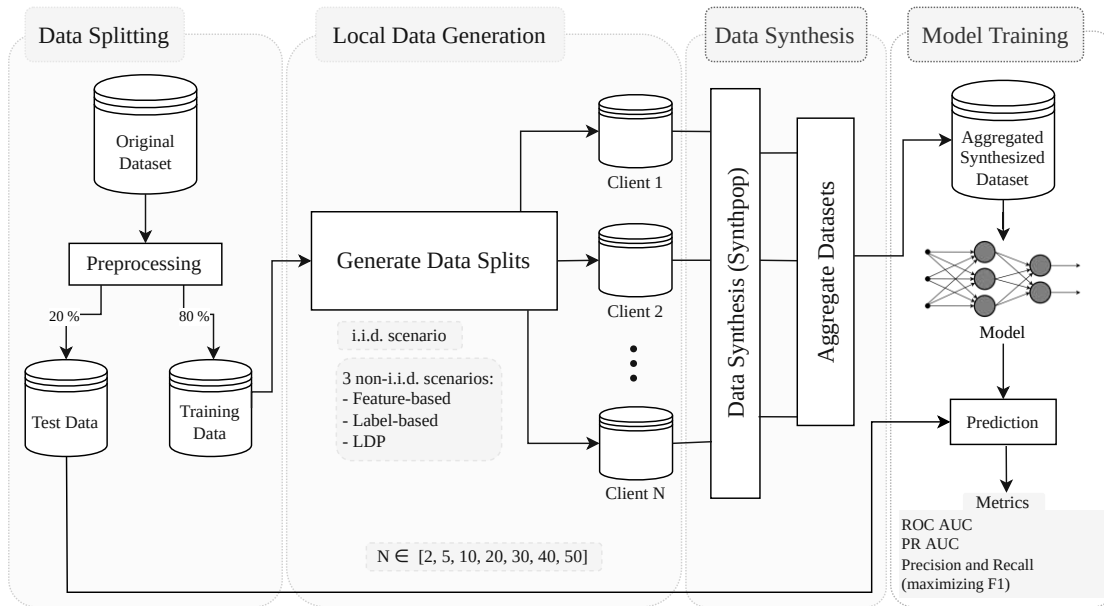 Data Splitting
Local Data Generation
Data Synthesis
Model Training
Original
Dataset
Preprocessing
20 %
80 %
Test Data
Training
Data
Generate Data Splits
i.i.d. scenario
3 non-i.i.d. scenarios:
- Feature-based
- Label-based
- LDP
N ∈ [2, 5, 10, 20, 30, 40, 50]
Client 1
Client 2
Client N
Data Synthesis (Synthpop)
Aggregate Datasets
Aggregated
Synthesized
Dataset
Model
Prediction
Metrics
ROC AUC
PR AUC
Precision and Recall
(maximizing F1)